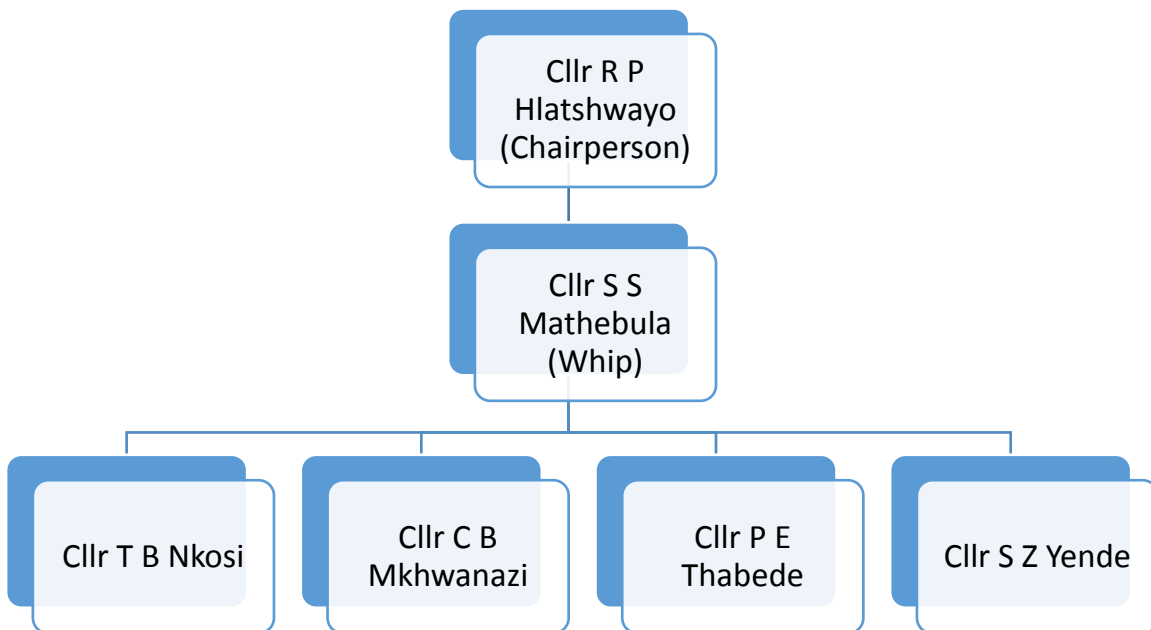 Cllr R P
Hlatshwayo
(Chairperson)
Cllr S S
Mathebula
(Whip)
Cllr T B Nkosi
Cllr C B
Mkhwanazi
Cllr P E
Thabede
Cllr S Z Yende